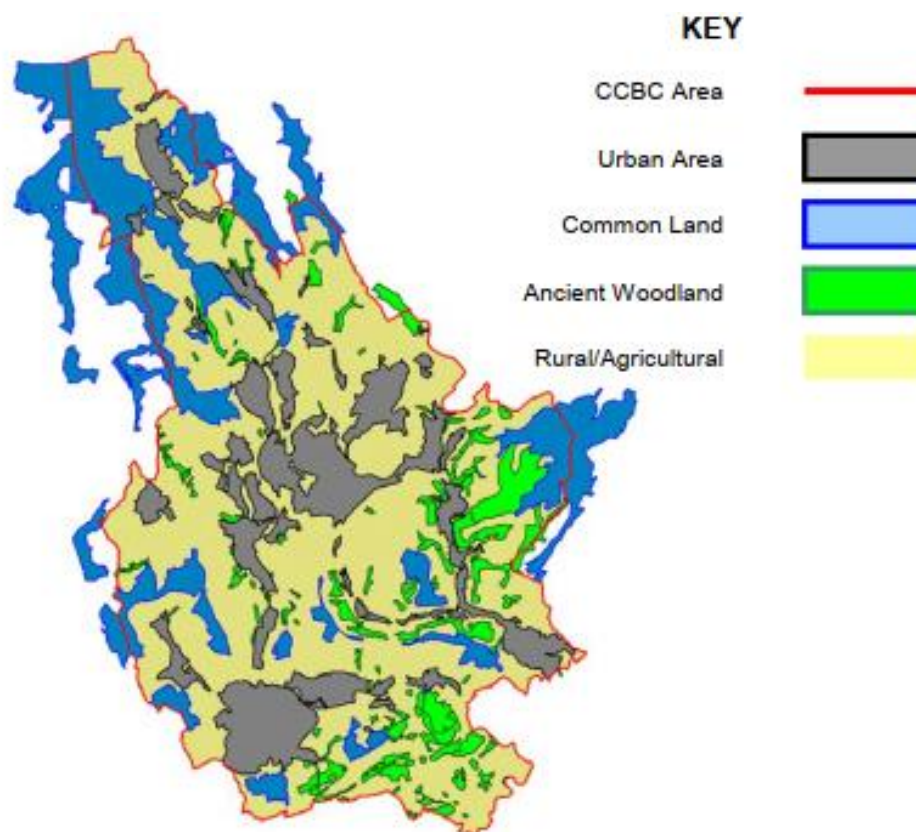 KEY
CCBC Area
Urban Area
Common Land
Ancient Woodland
Rural/Agricultural